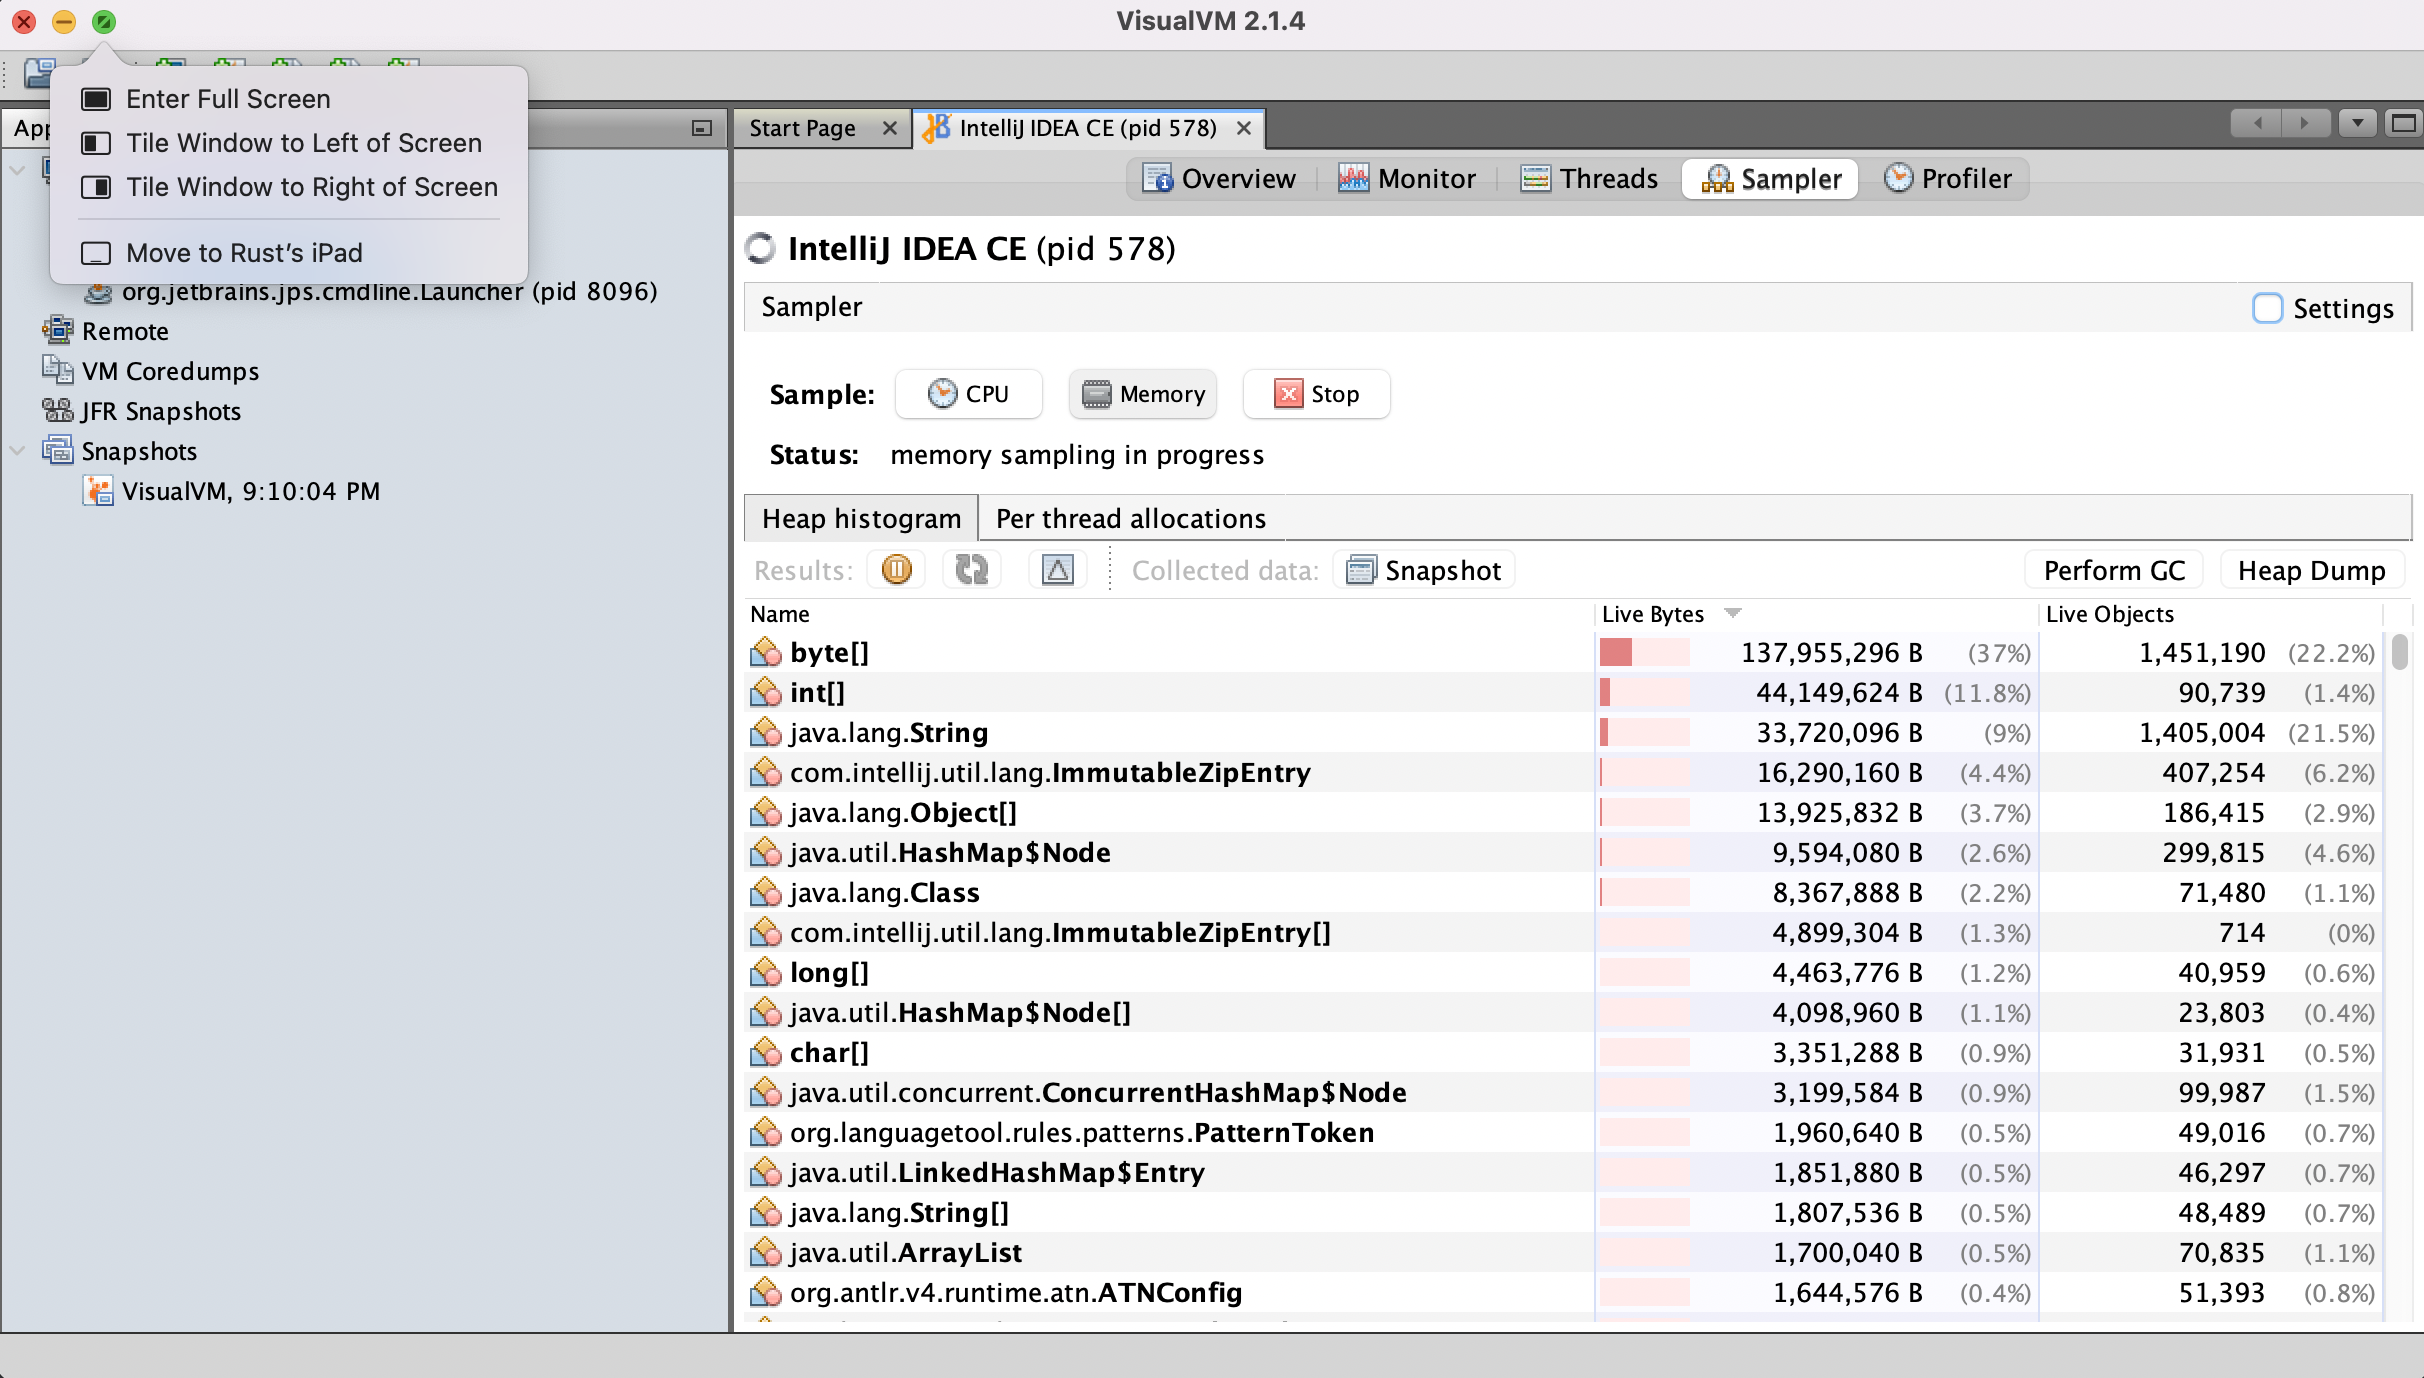 VisualVM 2.1.4
Enter Full Screen
Tile Window to Left of Screen
Tile Window to Right of Screen
Move to Rust's iPad
org.jetbrains.jps.cmdline.Launcher (pid 8096)
Remote
VM Coredumps
JFR Snapshots
Snapshots
VisualVM, 9:10:04 PM
Start Page
IntelliJ IDEA CE (pid 578)
Overview Monitor Threads Sampler Profiler
IntelliJ IDEA CE (pid 578)
Sampler Settings
Sample: CPU Memory Stop
Status: memory sampling in progress
Heap histogram Per thread allocations
Results: Collected data: Snapshot Perform GC Heap Dump
Name Live Bytes Live Objects
byte[] 137,955,296 B (37%) 1,451,190 (22.2%)
int[] 44,149,624 B (11.8%) 90,739 (1.4%)
java.lang.String 33,720,096 B (9%) 1,405,004 (21.5%)
com.intellij.util.lang.ImmutableZipEntry 16,290,160 B (4.4%) 407,254 (6.2%)
java.lang.Object[] 13,925,832 B (3.7%) 186,415 (2.9%)
java.util.HashMap$Node 9,594,080 B (2.6%) 299,815 (4.6%)
java.lang.Class 8,367,888 B (2.2%) 71,480 (1.1%)
com.intellij.util.lang.ImmutableZipEntry[] 4,899,304 B (1.3%) 714 (0%)
long[] 4,463,776 B (1.2%) 40,959 (0.6%)
java.util.HashMap$Node[] 4,098,960 B (1.1%) 23,803 (0.4%)
char[] 3,351,288 B (0.9%) 31,931 (0.5%)
java.util.concurrent.ConcurrentHashMap$Node 3,199,584 B (0.9%) 99,987 (1.5%)
org.languagetool.rules.patterns.PatternToken 1,960,640 B (0.5%) 49,016 (0.7%)
java.util.LinkedHashMap$Entry 1,851,880 B (0.5%) 46,297 (0.7%)
java.lang.String[] 1,807,536 B (0.5%) 48,489 (0.7%)
java.util.ArrayList 1,700,040 B (0.5%) 70,835 (1.1%)
org.antlr.v4.runtime.atn.ATNConfig 1,644,576 B (0.4%) 51,393 (0.8%)